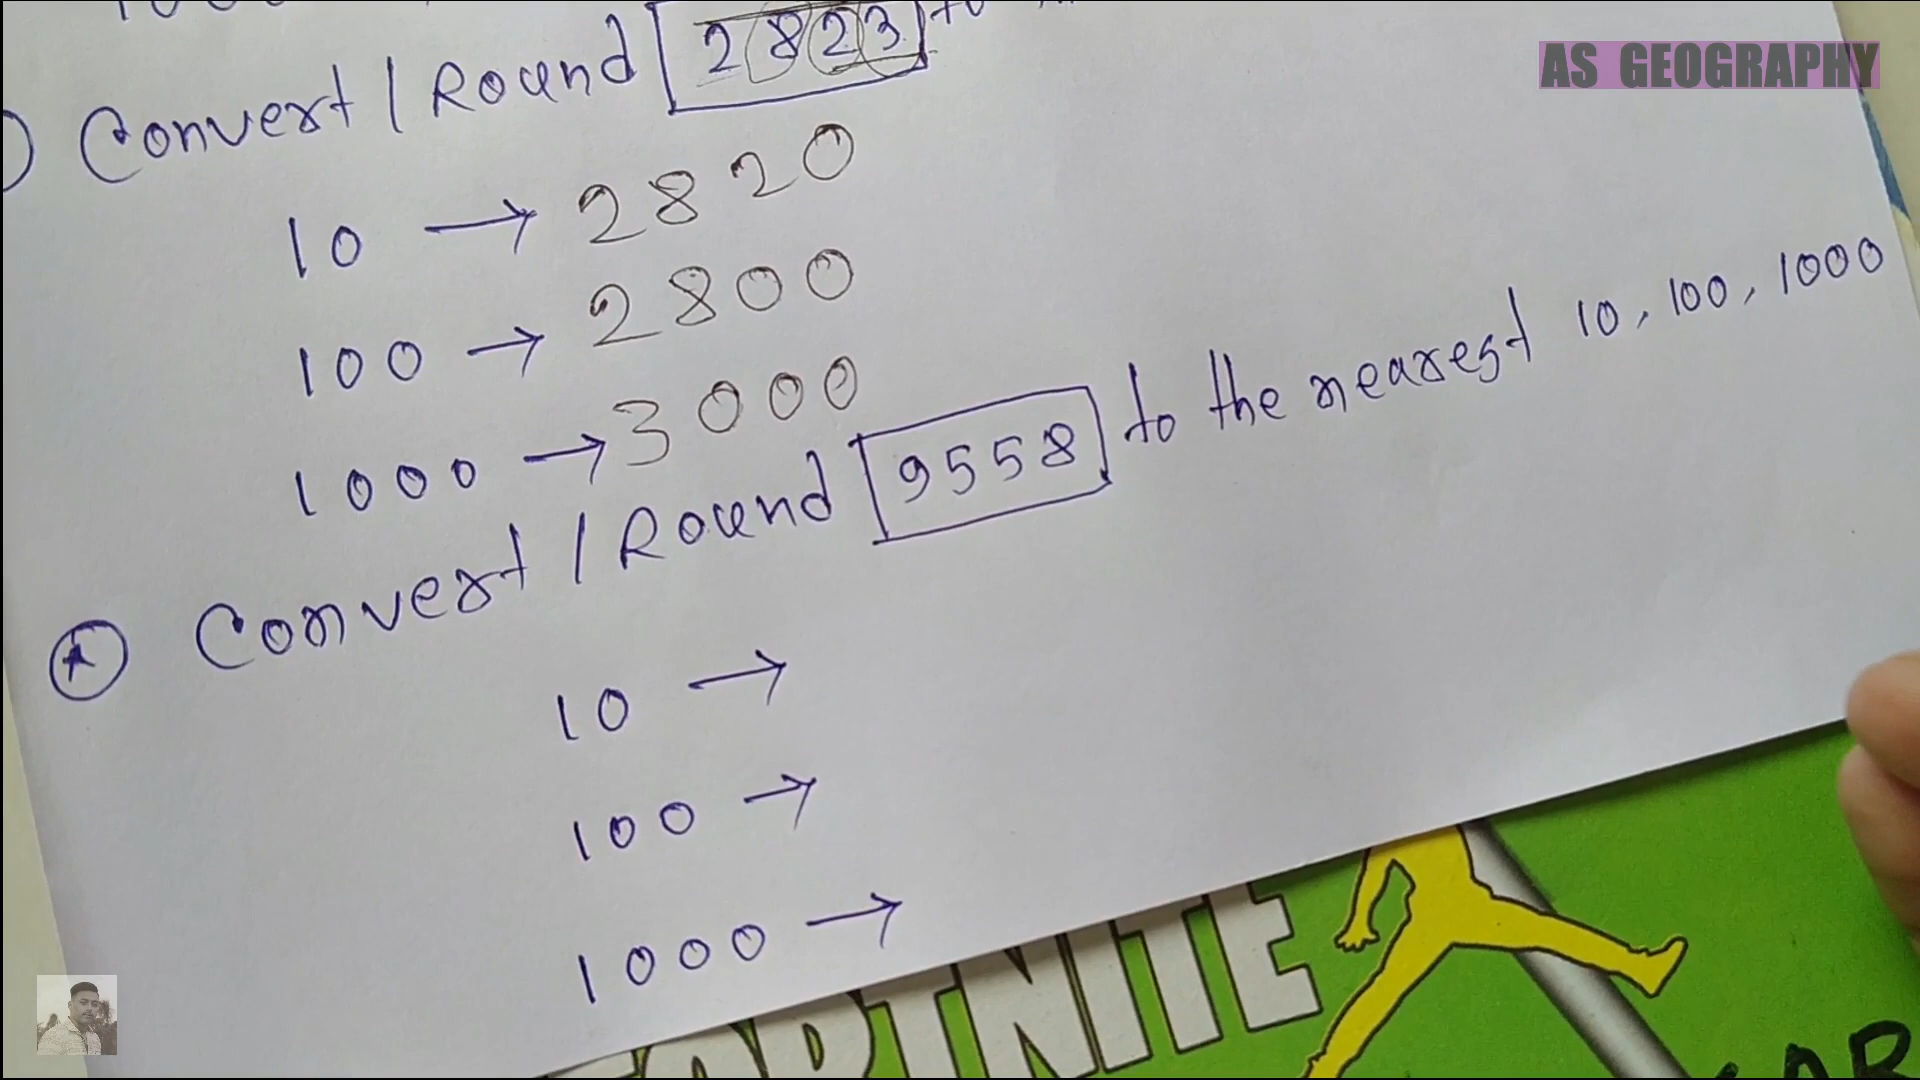 AS GEOGRAPHY
Convert / Round 2823 to
10 → 2820
100 → 2800
1000 → 3000
Convert / Round 9558 to the nearest 10, 100, 1000
10 →
100 →
1000 →